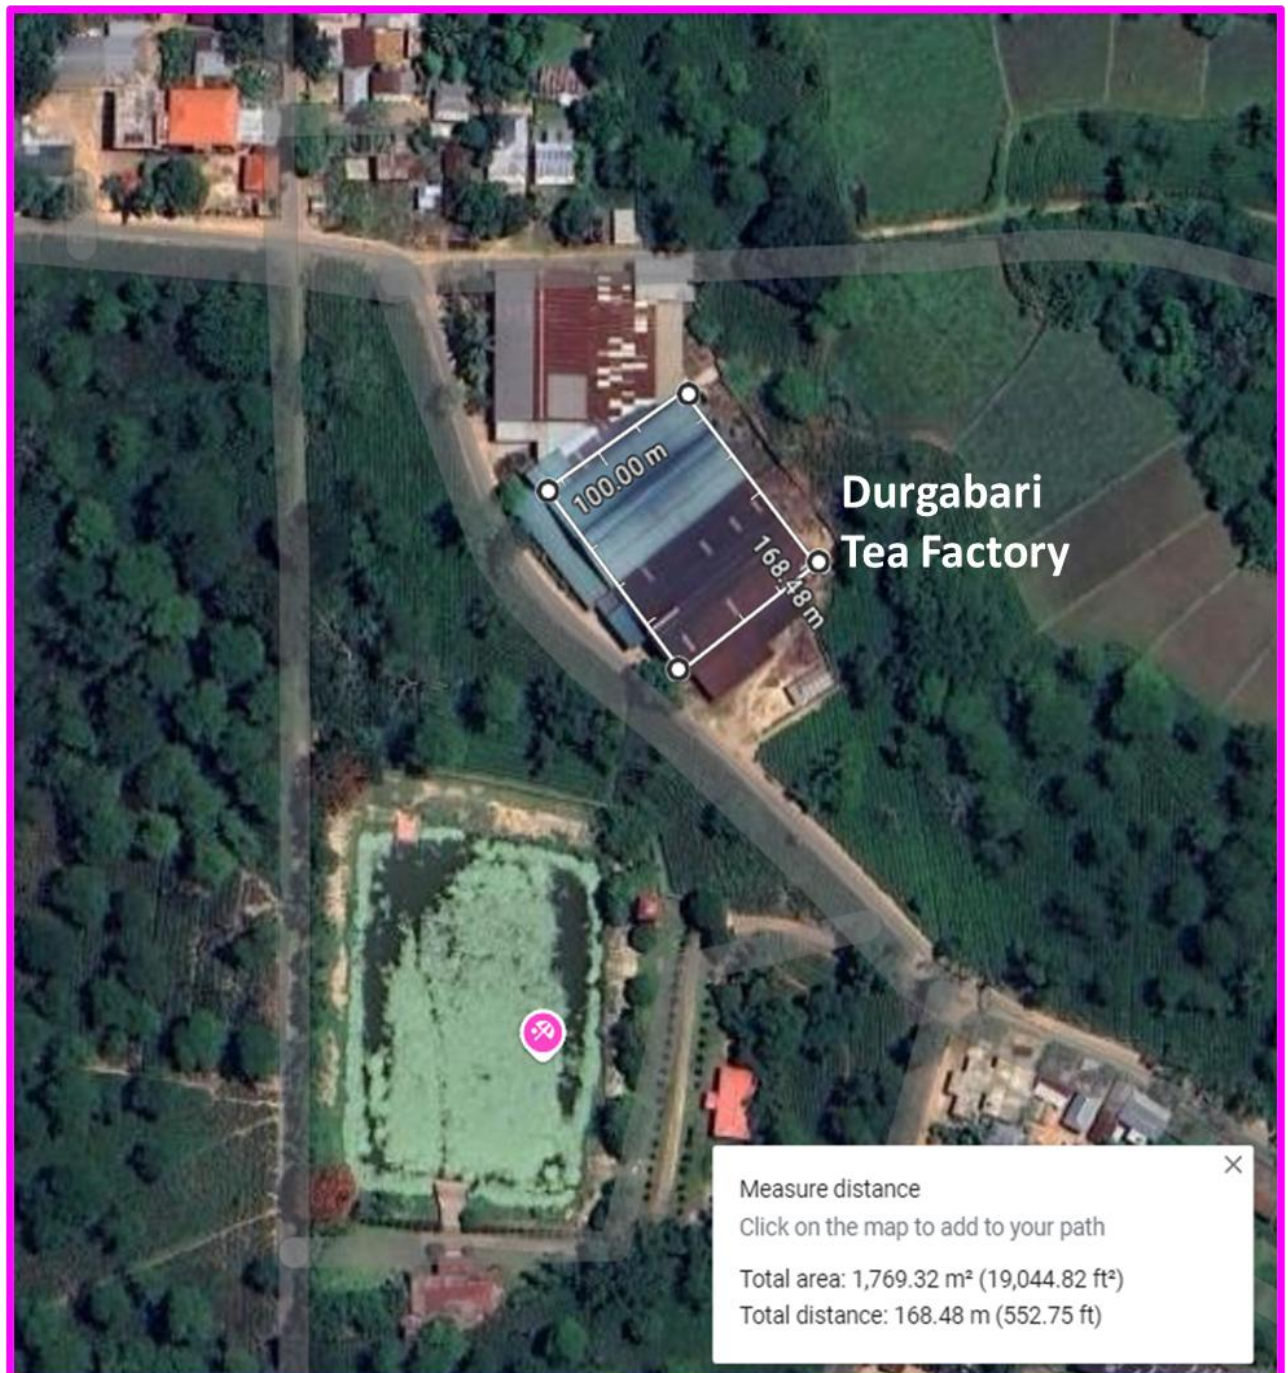 100.00 m
168.48 m
Durgabari
Tea Factory
Measure distance
Click on the map to add to your path
Total area: 1,769.32 m² (19,044.82 ft²)
Total distance: 168.48 m (552.75 ft)